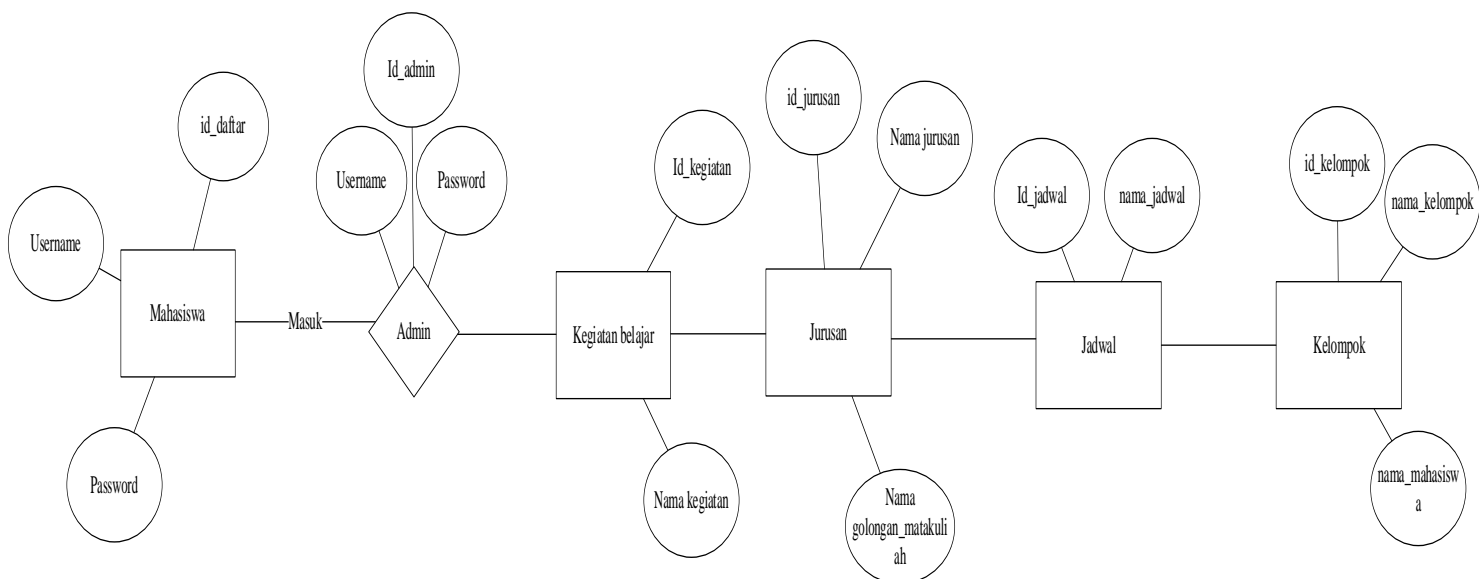 Id_admin
id_daftar
id_jurusan
Nama jurusan
Username
Password
Id_kegiatan
id_kelompok
Id_jadwal
nama_jadwal
nama_kelompok
Username
Mahasiswa
Masuk
Admin
Kegiatan belajar
Jurusan
Jadwal
Kelompok
Password
Nama kegiatan
Nama
golongan_matakuli
ah
nama_mahasisw
a